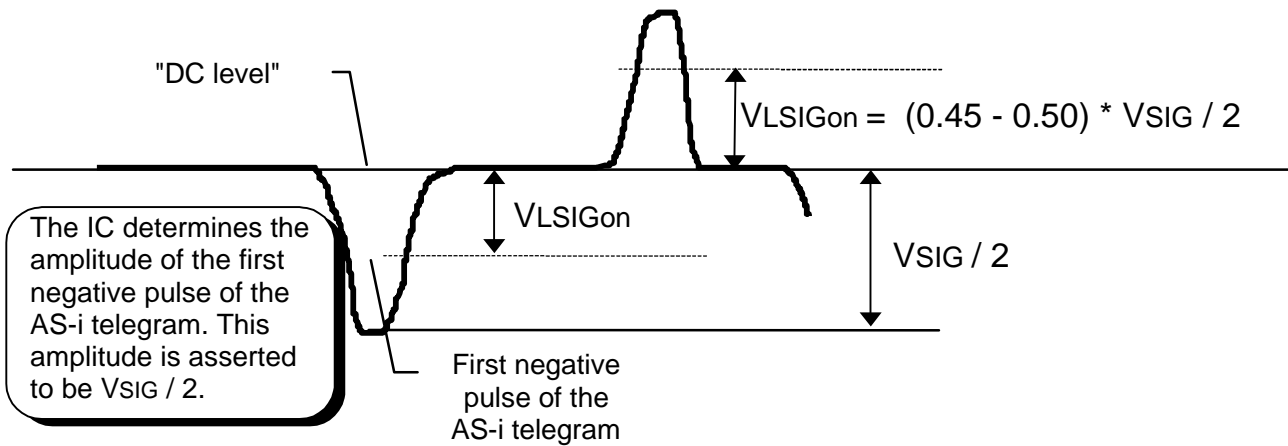 "DC level"
VLSIGon = (0.45 - 0.50) * VSIG / 2
VLSIGon
VSIG / 2
The IC determines the
amplitude of the first
negative pulse of the
AS-i telegram. This
amplitude is asserted
to be VSIG / 2.
First negative
pulse of the
AS-i telegram